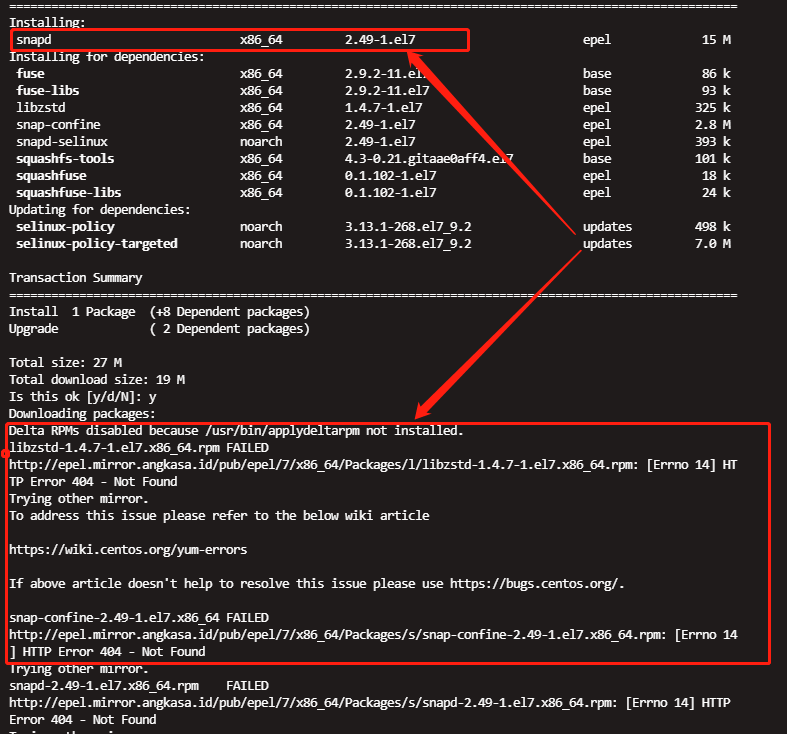 ================================================================================
Installing:
snapd x86_64 2.49-1.el7 epel 15 M
Installing for dependencies:
fuse x86_64 2.9.2-11.el7 base 86 k
fuse-libs x86_64 2.9.2-11.el7 base 93 k
libzstd x86_64 1.4.7-1.el7 epel 325 k
snap-confine x86_64 2.49-1.el7 epel 2.8 M
snapd-selinux noarch 2.49-1.el7 epel 393 k
squashfs-tools x86_64 4.3-0.21.gitaae0aff4.el7 base 101 k
squashfuse x86_64 0.1.102-1.el7 epel 18 k
squashfuse-libs x86_64 0.1.102-1.el7 epel 24 k
Updating for dependencies:
selinux-policy noarch 3.13.1-268.el7_9.2 updates 498 k
selinux-policy-targeted noarch 3.13.1-268.el7_9.2 updates 7.0 M
Transaction Summary
================================================================================
Install 1 Package (+8 Dependent packages)
Upgrade ( 2 Dependent packages)
Total size: 27 M
Total download size: 19 M
Is this ok [y/d/N]: y
Downloading packages:
Delta RPMs disabled because /usr/bin/applydeltarpm not installed.
libzstd-1.4.7-1.el7.x86_64.rpm FAILED
http://epel.mirror.angkasa.id/pub/epel/7/x86_64/Packages/l/libzstd-1.4.7-1.el7.x86_64.rpm: [Errno 14] HT
TP Error 404 - Not Found
Trying other mirror.
To address this issue please refer to the below wiki article
https://wiki.centos.org/yum-errors
If above article doesn't help to resolve this issue please use https://bugs.centos.org/.
snap-confine-2.49-1.el7.x86_64 FAILED
http://epel.mirror.angkasa.id/pub/epel/7/x86_64/Packages/s/snap-confine-2.49-1.el7.x86_64.rpm: [Errno 14
] HTTP Error 404 - Not Found
Trying other mirror.
snapd-2.49-1.el7.x86_64.rpm FAILED
http://epel.mirror.angkasa.id/pub/epel/7/x86_64/Packages/s/snapd-2.49-1.el7.x86_64.rpm: [Errno 14] HTTP
Error 404 - Not Found